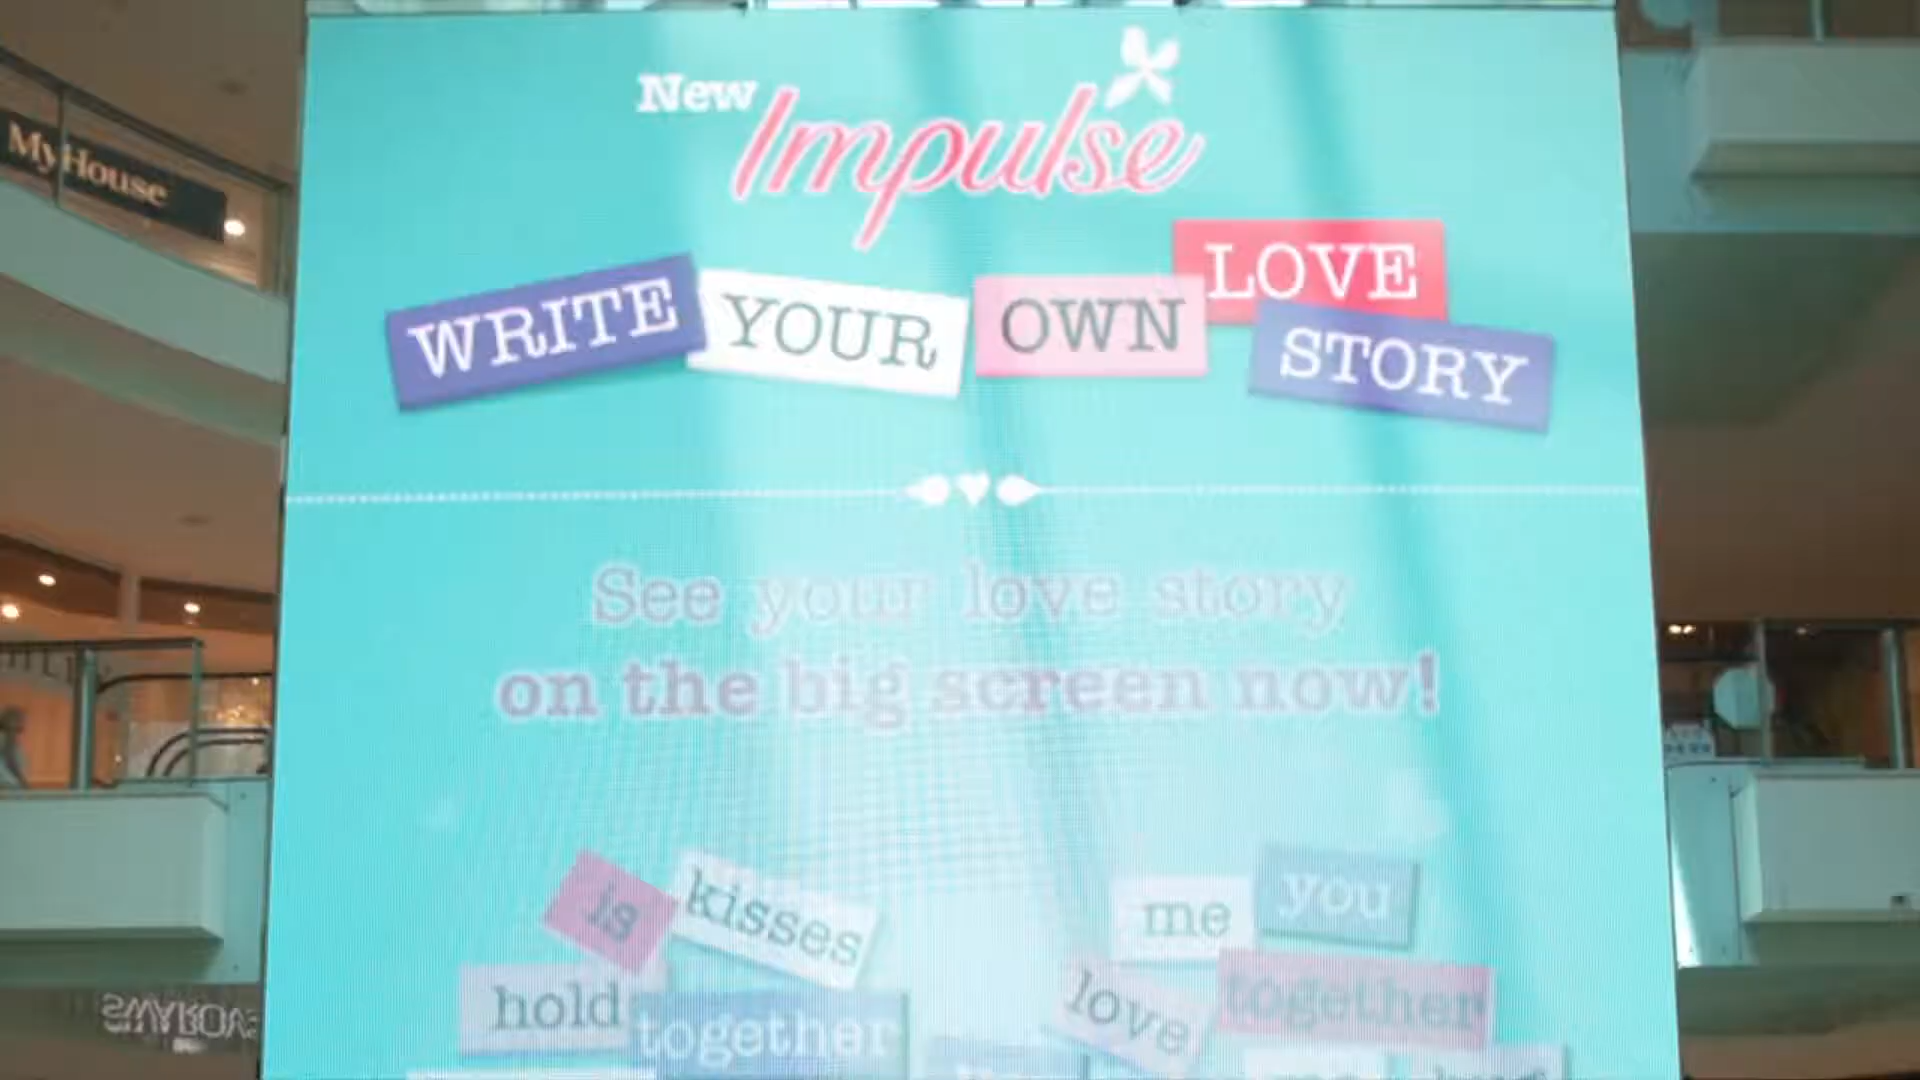 New
Impulse
WRITE YOUR OWN LOVE STORY
See your love story
on the big screen now!
is kisses
hold together
me you
love together
MyHouse